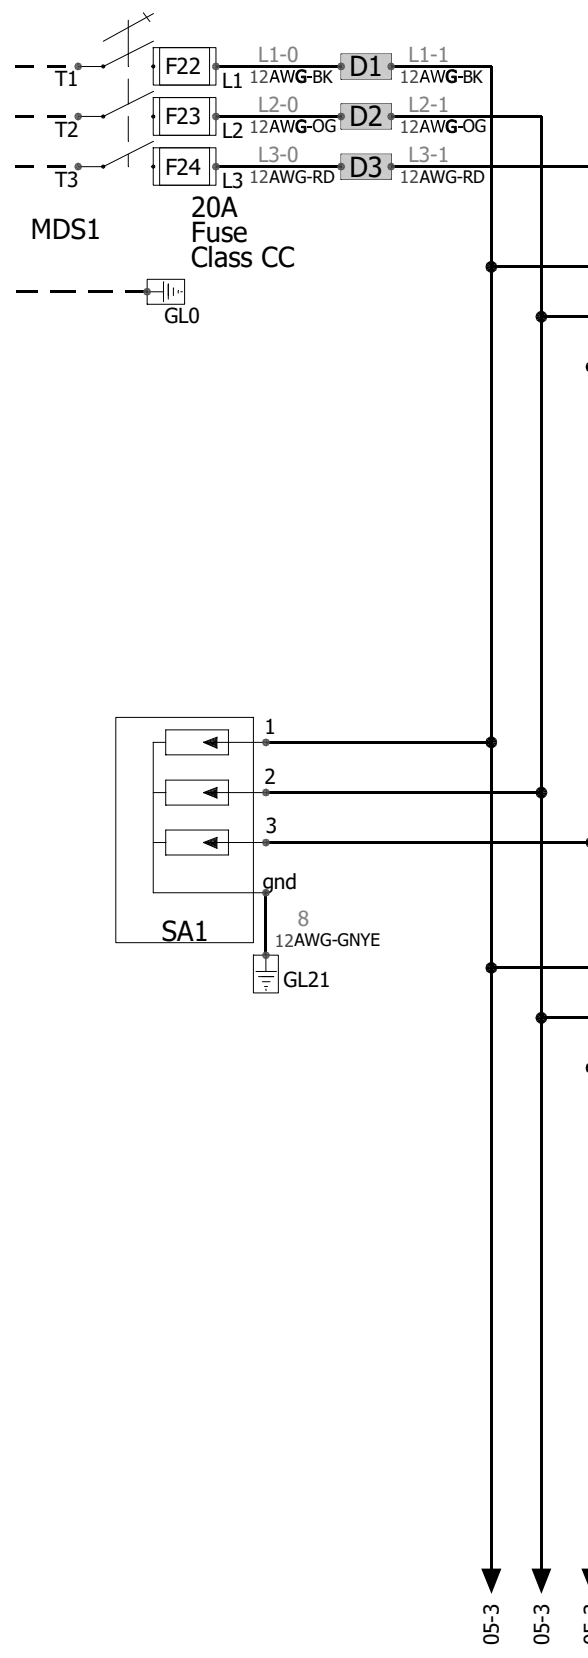 T1 F22 L1 L1-0 D1 L1-1
12AWG-BK 12AWG-BK
T2 F23 L2 L2-0 D2 L2-1
12AWG-OG 12AWG-OG
T3 F24 L3 L3-0 D3 L3-1
12AWG-RD 12AWG-RD
MDS1
20A
Fuse
Class CC
GL0
1
2
3
gnd
SA1
8
12AWG-GNYE
GL21
05-3
05-3